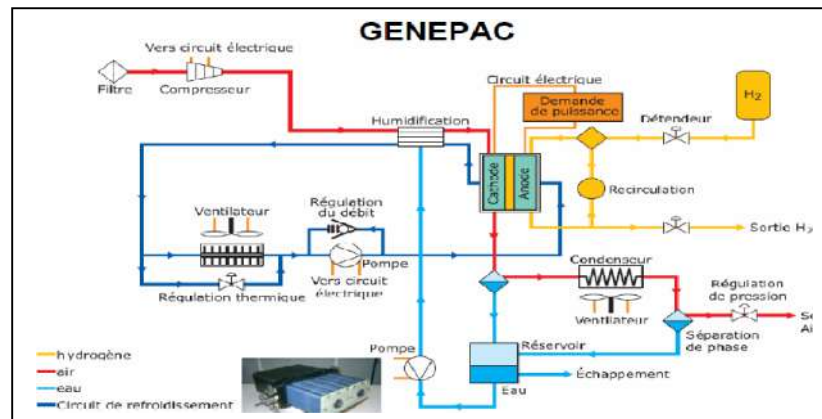 GENEPAC
Vers circuit électrique
Filtre
Compresseur
Circuit électrique
Demande
de puissance
H2
Humidification
Détendeur
Cathode
Anode
Recirculation
Régulation
du débit
Ventilateur
Sortie H2
Pompe
Condenseur
Régulation thermique
Vers circuit
électrique
Régulation
de pression
Ventilateur
Séparation
de phase
Pompe
Réservoir
Échappement
Eau
hydrogène
air
eau
Circuit de refroidissement